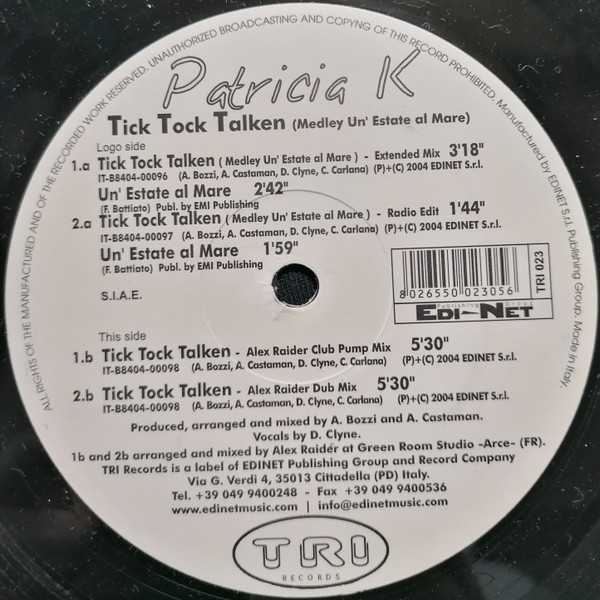 ALL RIGHTS OF THE MANUFACTURED AND OF THE RECORDED WORK RESERVED. UNAUTHORIZED BROADCASTING AND COPYNG OF THIS RECORD PROHIBITED. Manufactured by EDINET S.r.l. Publishing Group. Made in Italy.
Patricia K
Tick Tock Talken (Medley Un' Estate al Mare)
Logo side
1.a Tick Tock Talken ( Medley Un' Estate al Mare ) - Extended Mix 3'18"
IT-B8404-00096 (A. Bozzi, A. Castaman, D. Clyne, C. Carlana) (P)+(C) 2004 EDINET S.r.l.
Un' Estate al Mare 2'42"
(F. Battiato) Publ. by EMI Publishing
2.a Tick Tock Talken ( Medley Un' Estate al Mare ) - Radio Edit 1'44"
IT-B8404-00097 (A. Bozzi, A. Castaman, D. Clyne, C. Carlana) (P)+(C) 2004 EDINET S.r.l.
Un' Estate al Mare 1'59"
(F. Battiato) Publ. by EMI Publishing
S.I.A.E.
8 026550 023056
TRI 023
Publishing Group
EDI-NET
This side
1.b Tick Tock Talken - Alex Raider Club Pump Mix 5'30"
IT-B8404-00098 (A. Bozzi, A. Castaman, D. Clyne, C. Carlana) (P)+(C) 2004 EDINET S.r.l.
2.b Tick Tock Talken - Alex Raider Dub Mix 5'30"
IT-B8404-00098 (A. Bozzi, A. Castaman, D. Clyne, C. Carlana) (P)+(C) 2004 EDINET S.r.l.
Produced, arranged and mixed by A. Bozzi and A. Castaman.
Vocals by D. Clyne.
1b and 2b arranged and mixed by Alex Raider at Green Room Studio -Arce- (FR).
TRI Records is a label of EDINET Publishing Group and Record Company
Via G. Verdi 4, 35013 Cittadella (PD) Italy.
Tel. +39 049 9400248 - Fax +39 049 9400536
www.edinetmusic.com | info@edinetmusic.com
TRI
RECORDS